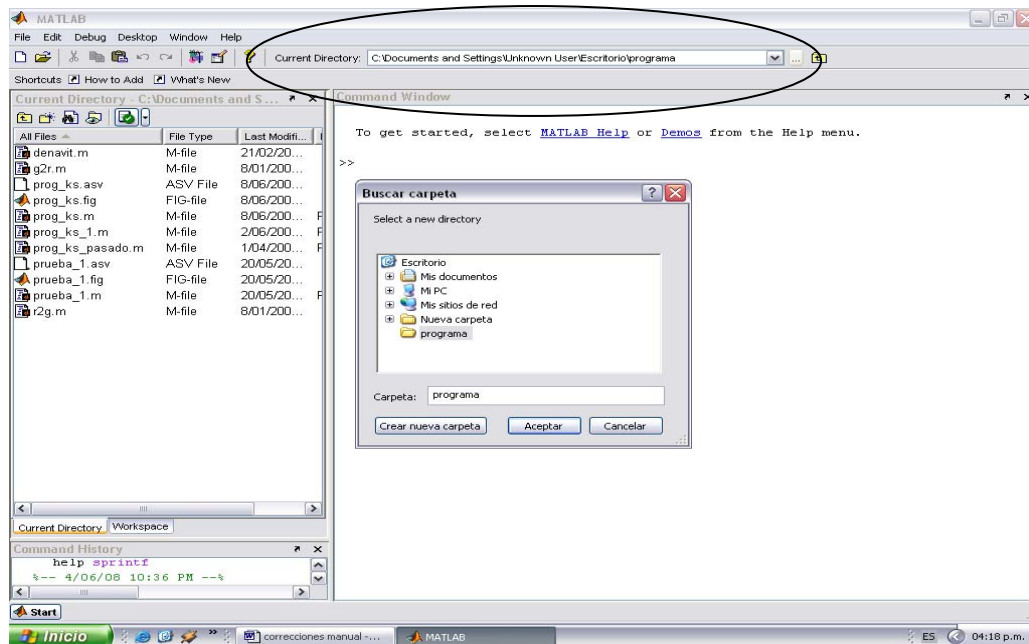 MATLAB
File Edit Debug Desktop Window Help
Current Directory: C:\Documents and Settings\Unknown User\Escritorio\programa
Shortcuts How to Add What's New
Current Directory - C:\Documents and S...
Command Window
All Files File Type Last Modifi...
denavit.m M-file 21/02/20...
g2r.m M-file 8/01/200...
prog_ks.asv ASV File 8/06/200...
prog_ks.fig FIG-file 8/06/200...
prog_ks.m M-file 8/06/200...
prog_ks_1.m M-file 2/06/200...
prog_ks_pasado.m M-file 1/04/200...
prueba_1.asv ASV File 20/05/20...
prueba_1.fig FIG-file 20/05/20...
prueba_1.m M-file 20/05/20...
r2g.m M-file 8/01/200...
Current Directory Workspace
Command History
help sprintf
%-- 4/06/08 10:36 PM --%
To get started, select MATLAB Help or Demos from the Help menu.
>>
Buscar carpeta
Select a new directory
Escritorio
Mis documentos
Mi PC
Mis sitios de red
Nueva carpeta
programa
Carpeta: programa
Crear nueva carpeta Aceptar Cancelar
Start
Inicio correcciones manual -... MATLAB ES 04:18 p.m.